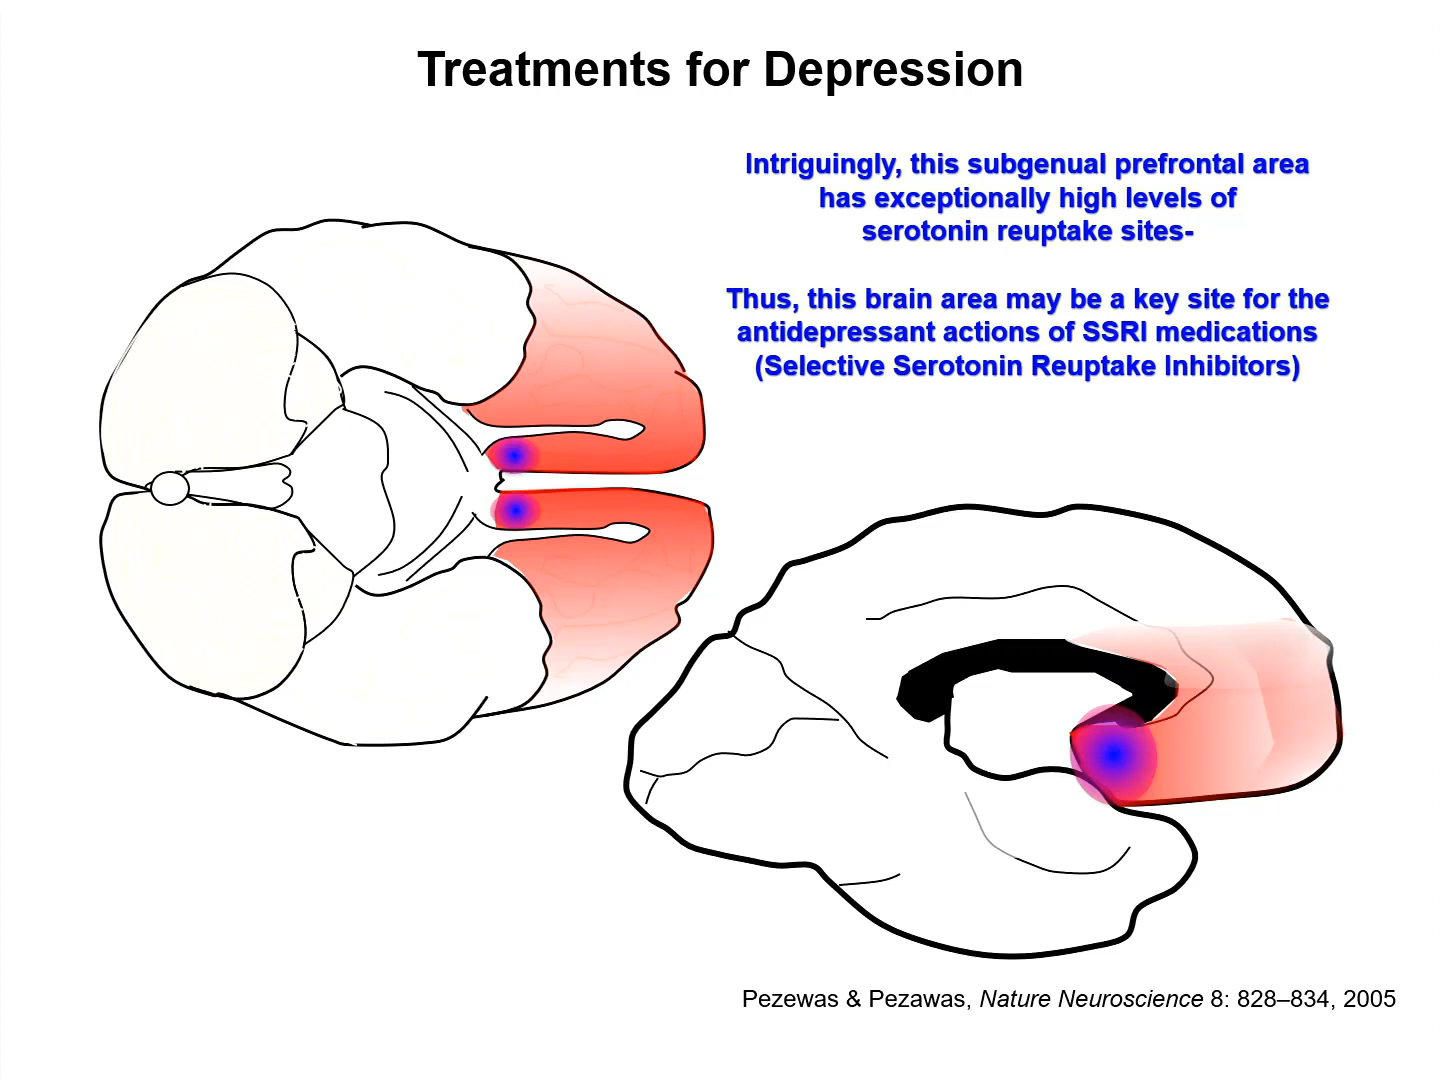 Treatments for Depression
Intriguingly, this subgenual prefrontal area
has exceptionally high levels of
serotonin reuptake sites-
Thus, this brain area may be a key site for the
antidepressant actions of SSRI medications
(Selective Serotonin Reuptake Inhibitors)
Pezewas & Pezawas, Nature Neuroscience 8: 828–834, 2005